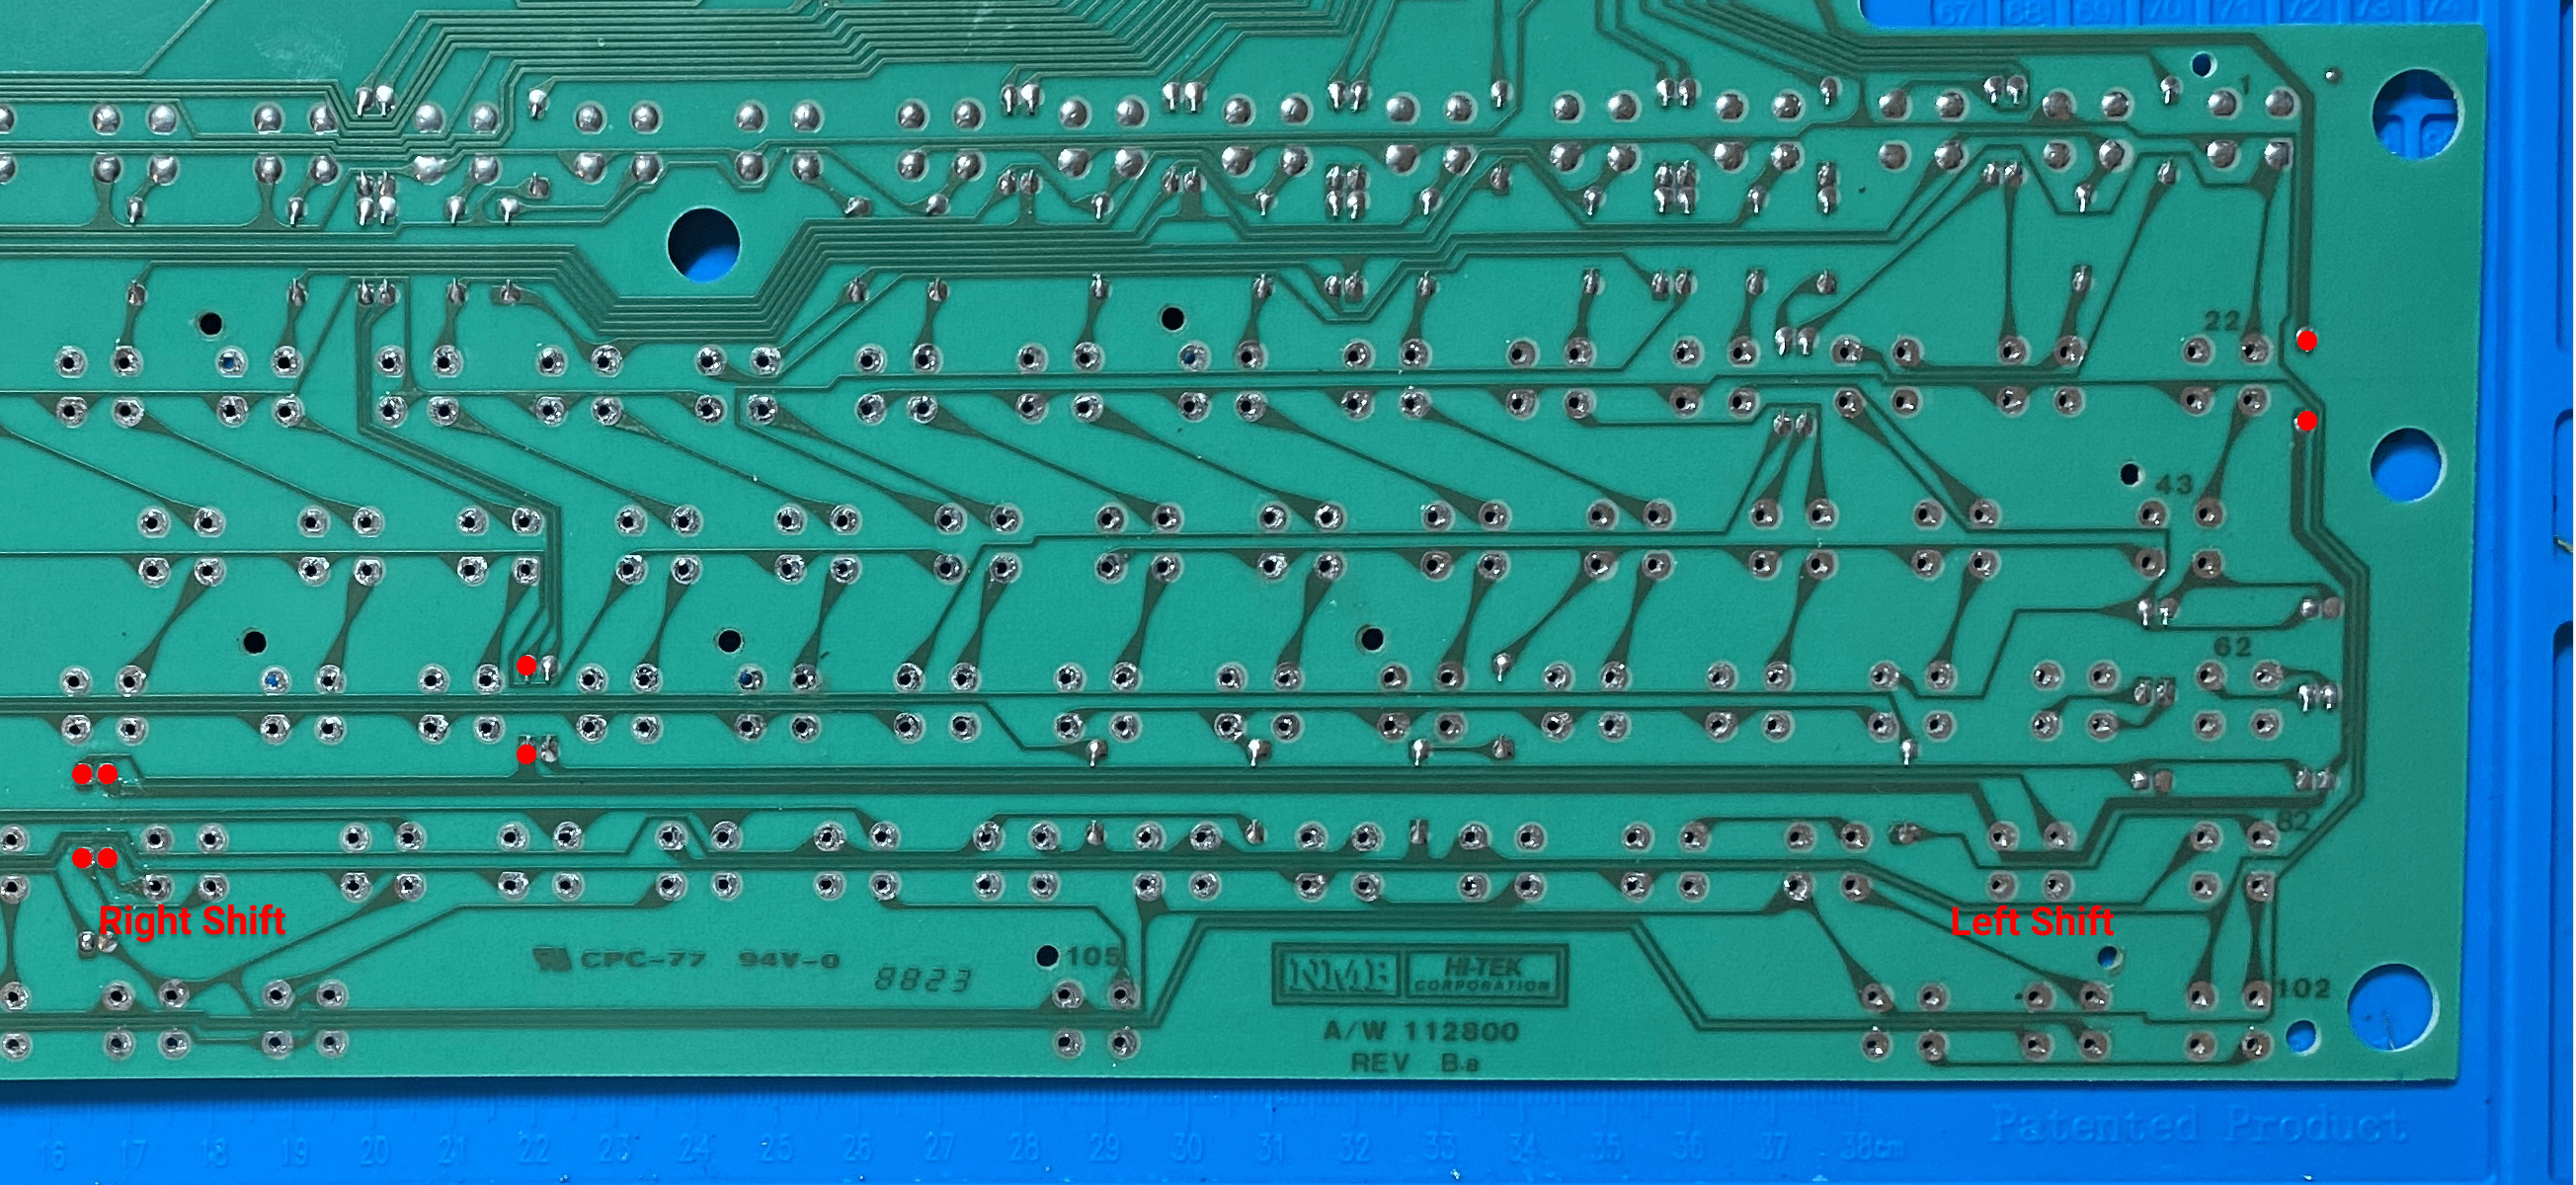 67 68 69 70 71 72 73 74
1
22
43
62
82
Right Shift
Left Shift
CPC-77 94V-0
8823
105
NMB HI-TEK
CORPORATION
102
A/W 112800
REV B-B
Patented Product
16 17 18 19 20 21 22 23 24 25 26 27 28 29 30 31 32 33 34 35 36 37 38cm